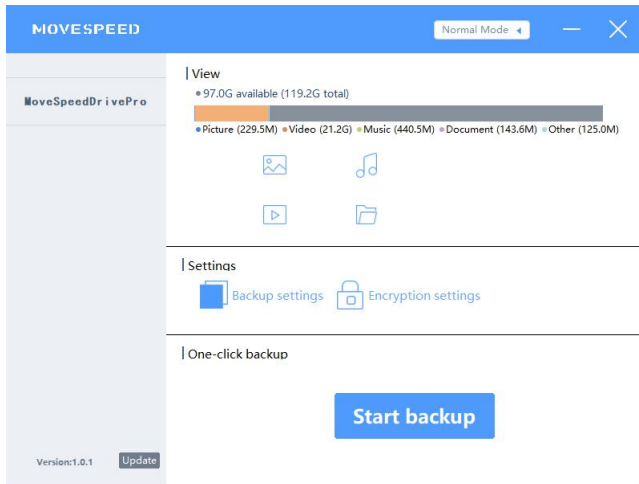 MOVESPEED
Normal Mode
MoveSpeedDrivePro
View
97.0G available (119.2G total)
Picture (229.5M) Video (21.2G) Music (440.5M) Document (143.6M) Other (125.0M)
Settings
Backup settings Encryption settings
One-click backup
Start backup
Version:1.0.1 Update